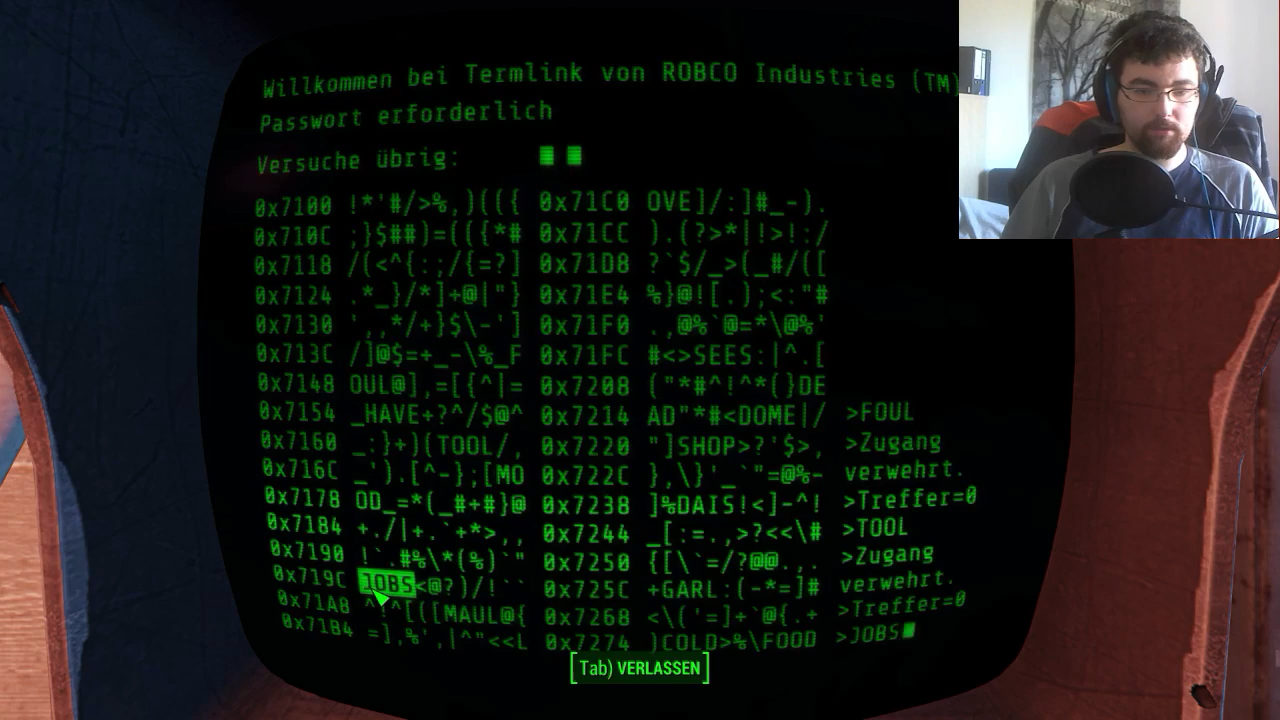 Willkommen bei Termlink von ROBCO Industries (TM)
Passwort erforderlich
Versuche übrig:
0x7100 !*'#/>%,)(({ 0x71C0 OVE]/:]#_-).
0x710C ;}$##)=(({*# 0x71CC ).(?>*|!>!:/
0x7118 /(<^{:;/{=?] 0x71D8 ?`$/_>(_#/([
0x7124 .*_}/*]+@|"} 0x71E4 %}@![.);<:"#
0x7130 ',,*/+}$\-'] 0x71F0 .,@%`@=*\@%'
0x713C /]@$=+_-\%_F 0x71FC #<>SEES:|^.[
0x7148 OUL@],=[{^|= 0x7208 ("*#^!^*(}DE
0x7154 _HAVE+?^/$@^ 0x7214 AD"*#<DOME|/ >FOUL
0x7160 _:}+)(TOOL/, 0x7220 "]SHOP>?'$>, >Zugang
0x716C _').[^-};[MO 0x722C },\}'_`"=@%- verwehrt.
0x7178 OD_=*(_#+#}@ 0x7238 ]%DAIS!<]-^! >Treffer=0
0x7184 +./|+.`+*>,, 0x7244 _[:=.,>?<<\# >TOOL
0x7190 !`.#%\*(%)`" 0x7250 {[\`=/?@@.,. >Zugang
0x719C JOBS<@?)/!`` 0x725C +GARL:(-*=]# verwehrt.
0x71A8 ^!^[([MAUL@{ 0x7268 <\('=]+`@{.+ >Treffer=0
0x71B4 =],%',|^"<<L 0x7274 )COLD>%\FOOD >JOBS
[Tab) VERLASSEN]